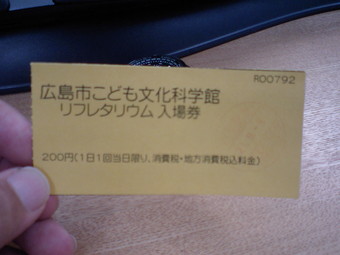 R00792
広島市こども文化科学館
リフレタリウム 入場券
200円(1日1回当日限り、消費税・地方消費税込料金)